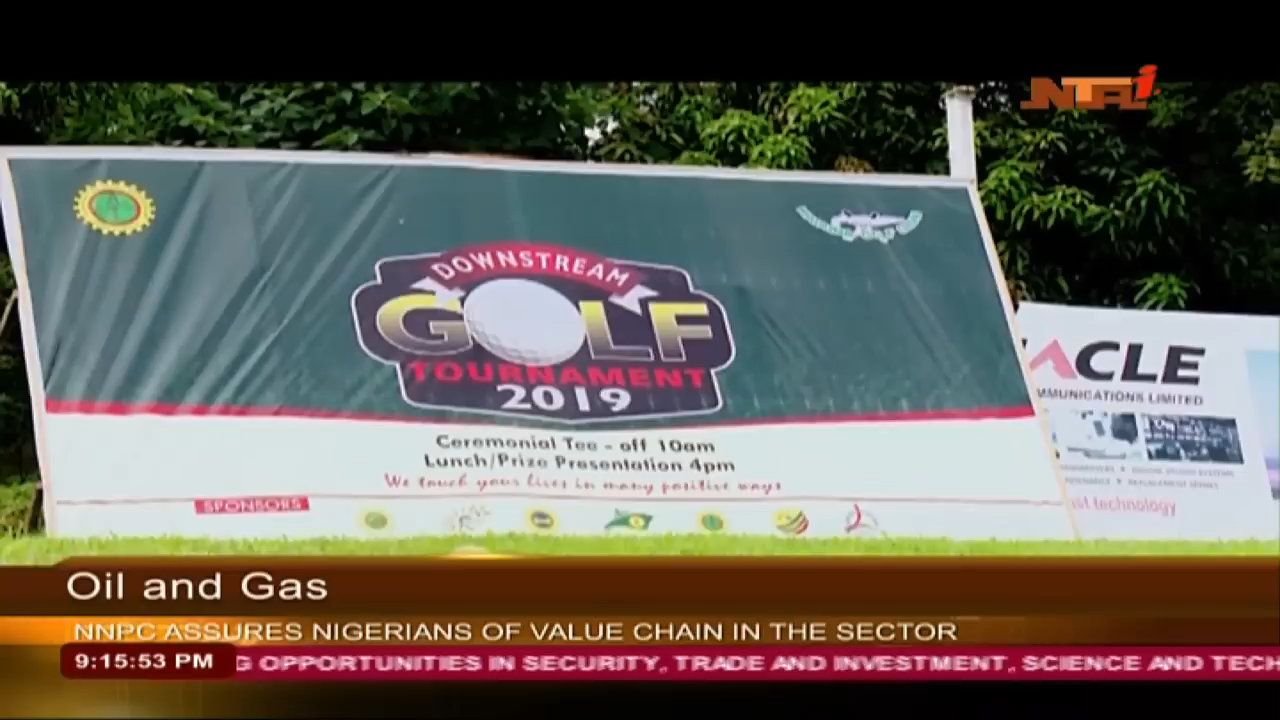 NTAi
DOWNSTREAM
GOLF
TOURNAMENT
2019
Ceremonial Tee - off 10am
Lunch/Prize Presentation 4pm
We touch your lives in many positive ways
SPONSORS
ACLE
MMUNICATIONS LIMITED
technology
Oil and Gas
NNPC ASSURES NIGERIANS OF VALUE CHAIN IN THE SECTOR
9:15:53 PM
G OPPORTUNITIES IN SECURITY, TRADE AND INVESTMENT, SCIENCE AND TECH